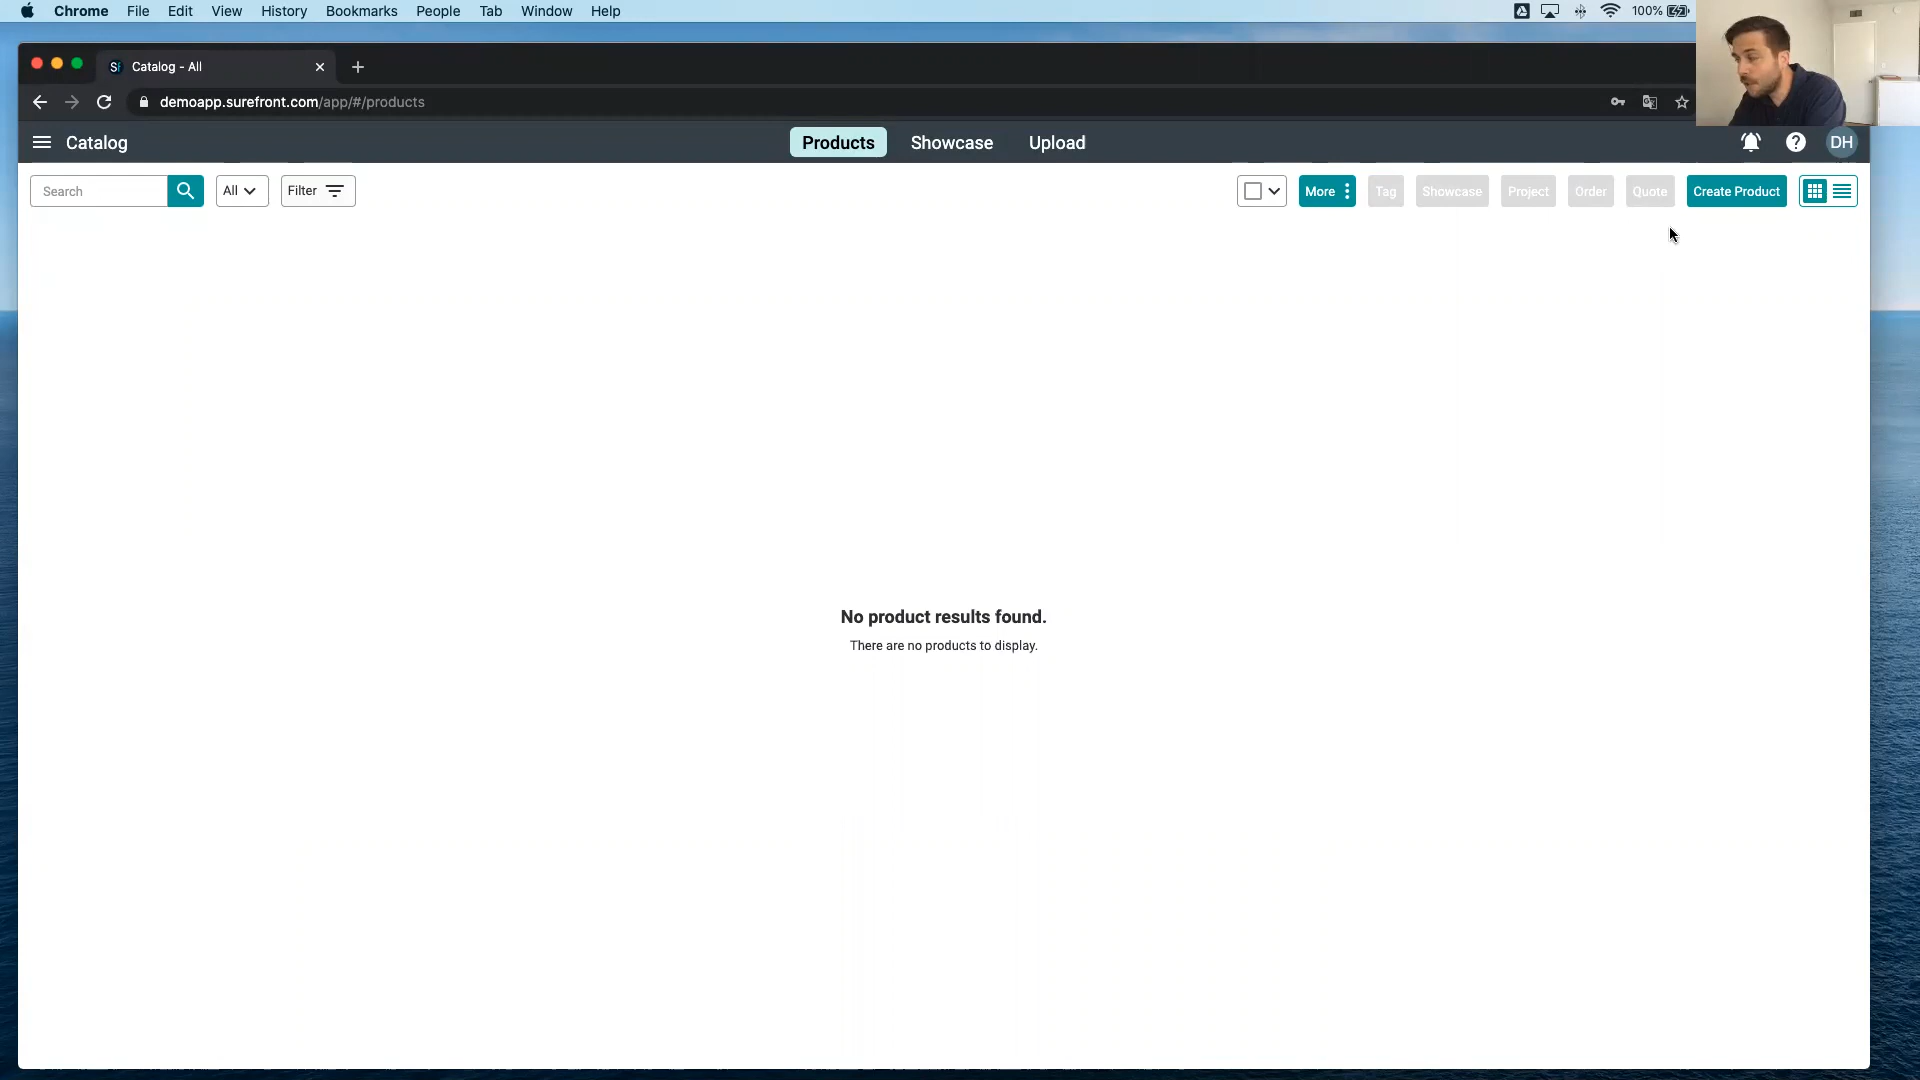 Chrome File Edit View History Bookmarks People Tab Window Help 100%
Sf Catalog - All
demoapp.surefront.com/app/#/products
Catalog Products Showcase Upload DH
Search All Filter More Tag Showcase Project Order Quote Create Product
No product results found.
There are no products to display.